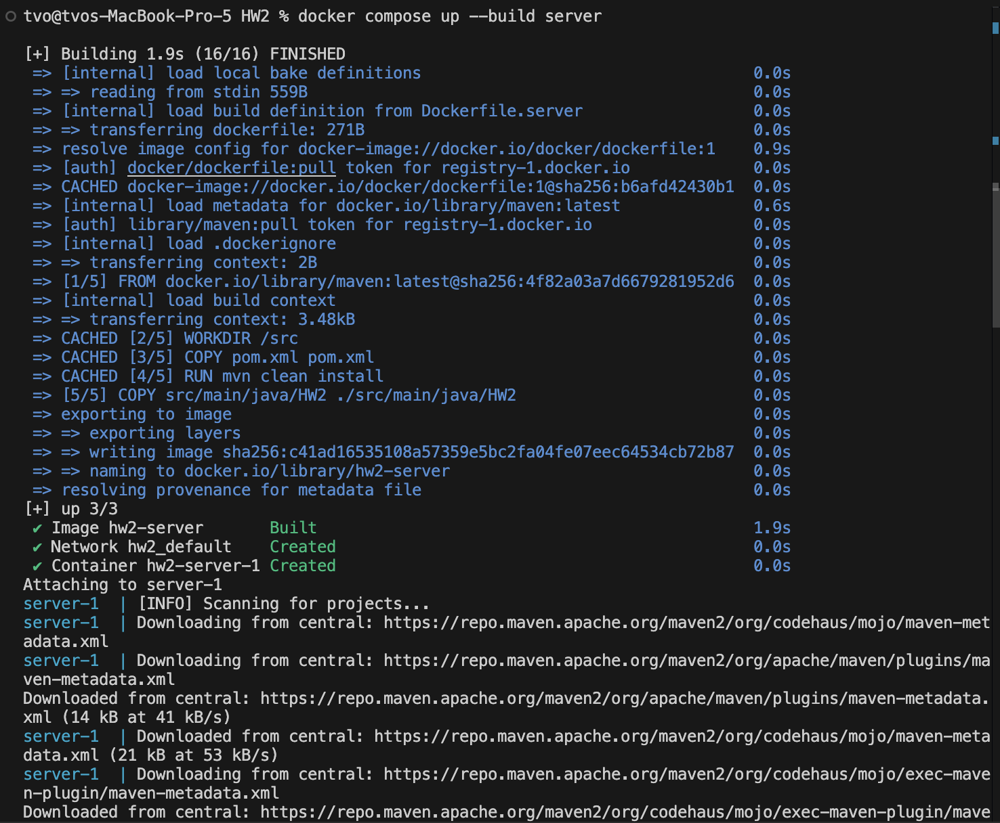 tvo@tvos-MacBook-Pro-5 HW2 % docker compose up --build server
[+] Building 1.9s (16/16) FINISHED
=> [internal] load local bake definitions 0.0s
=> => reading from stdin 559B 0.0s
=> [internal] load build definition from Dockerfile.server 0.0s
=> => transferring dockerfile: 271B 0.0s
=> resolve image config for docker-image://docker.io/docker/dockerfile:1 0.9s
=> [auth] docker/dockerfile:pull token for registry-1.docker.io 0.0s
=> CACHED docker-image://docker.io/docker/dockerfile:1@sha256:b6afd42430b1 0.0s
=> [internal] load metadata for docker.io/library/maven:latest 0.6s
=> [auth] library/maven:pull token for registry-1.docker.io 0.0s
=> [internal] load .dockerignore 0.0s
=> => transferring context: 2B 0.0s
=> [1/5] FROM docker.io/library/maven:latest@sha256:4f82a03a7d6679281952d6 0.0s
=> [internal] load build context 0.0s
=> => transferring context: 3.48kB 0.0s
=> CACHED [2/5] WORKDIR /src 0.0s
=> CACHED [3/5] COPY pom.xml pom.xml 0.0s
=> CACHED [4/5] RUN mvn clean install 0.0s
=> [5/5] COPY src/main/java/HW2 ./src/main/java/HW2 0.0s
=> exporting to image 0.0s
=> => exporting layers 0.0s
=> => writing image sha256:c41ad16535108a57359e5bc2fa04fe07eec64534cb72b87 0.0s
=> => naming to docker.io/library/hw2-server 0.0s
=> resolving provenance for metadata file 0.0s
[+] up 3/3
✔ Image hw2-server Built 1.9s
✔ Network hw2_default Created 0.0s
✔ Container hw2-server-1 Created 0.0s
Attaching to server-1
server-1 | [INFO] Scanning for projects...
server-1 | Downloading from central: https://repo.maven.apache.org/maven2/org/codehaus/mojo/maven-met
adata.xml
server-1 | Downloading from central: https://repo.maven.apache.org/maven2/org/apache/maven/plugins/ma
ven-metadata.xml
Downloaded from central: https://repo.maven.apache.org/maven2/org/apache/maven/plugins/maven-metadata.
xml (14 kB at 41 kB/s)
server-1 | Downloaded from central: https://repo.maven.apache.org/maven2/org/codehaus/mojo/maven-meta
data.xml (21 kB at 53 kB/s)
server-1 | Downloading from central: https://repo.maven.apache.org/maven2/org/codehaus/mojo/exec-mave
n-plugin/maven-metadata.xml
Downloaded from central: https://repo.maven.apache.org/maven2/org/codehaus/mojo/exec-maven-plugin/mave